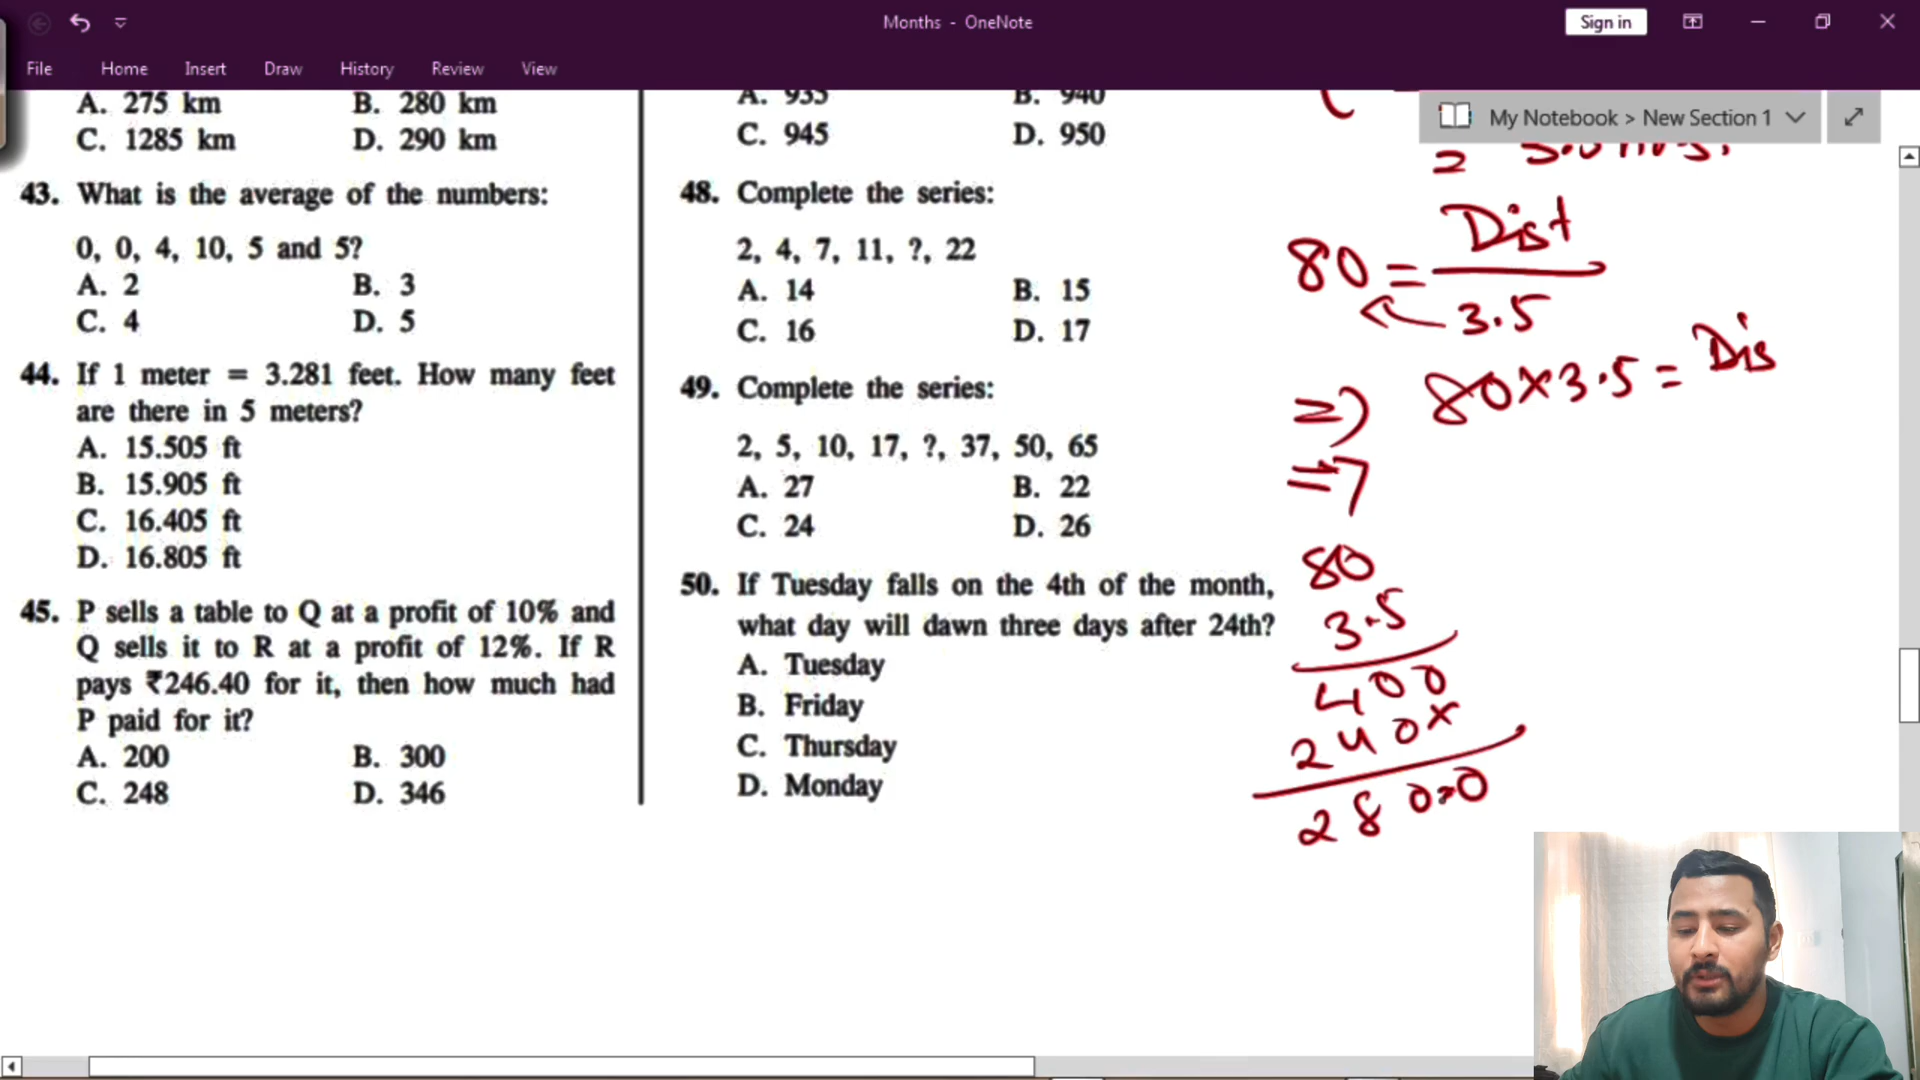 Months - OneNote
Sign in
File Home Insert Draw History Review View
My Notebook > New Section 1
A. 275 km B. 280 km
C. 1285 km D. 290 km
43. What is the average of the numbers:
0, 0, 4, 10, 5 and 5?
A. 2 B. 3
C. 4 D. 5
44. If 1 meter = 3.281 feet. How many feet
are there in 5 meters?
A. 15.505 ft
B. 15.905 ft
C. 16.405 ft
D. 16.805 ft
45. P sells a table to Q at a profit of 10% and
Q sells it to R at a profit of 12%. If R
pays ₹246.40 for it, then how much had
P paid for it?
A. 200 B. 300
C. 248 D. 346
A. 935 B. 940
C. 945 D. 950
48. Complete the series:
2, 4, 7, 11, ?, 22
A. 14 B. 15
C. 16 D. 17
49. Complete the series:
2, 5, 10, 17, ?, 37, 50, 65
A. 27 B. 22
C. 24 D. 26
50. If Tuesday falls on the 4th of the month,
what day will dawn three days after 24th?
A. Tuesday
B. Friday
C. Thursday
D. Monday
80 = Dist
3.5
=> 80×3.5 = Dis
=>
80
3.5
400
240×
280.0